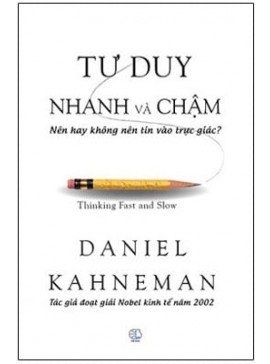 TƯ DUY
NHANH VÀ CHẬM
Nên hay không nên tin vào trực giác?
Thinking Fast and Slow
DANIEL
KAHNEMAN
Tác giả đoạt giải Nobel kinh tế năm 2002